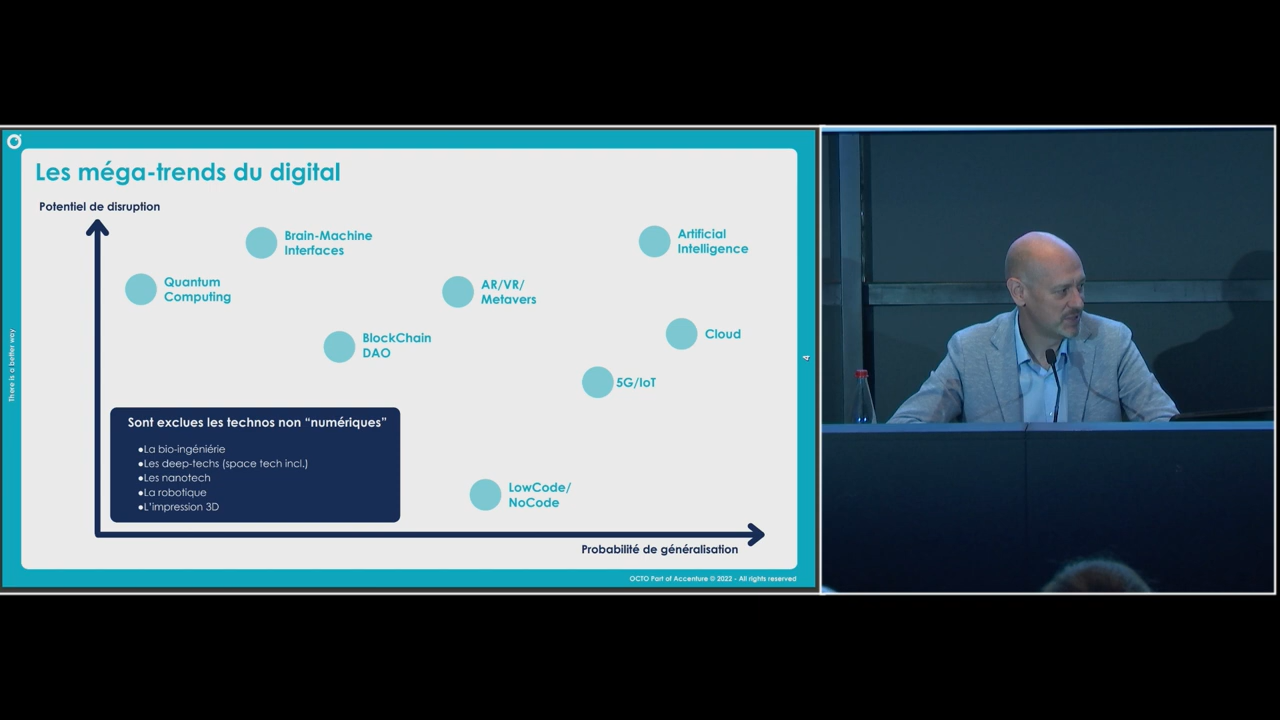 Les méga-trends du digital
Potentiel de disruption
Brain-Machine
Interfaces
Artificial
Intelligence
Quantum
Computing
AR/VR/
Metavers
BlockChain
DAO
Cloud
5G/IoT
Sont exclues les technos non “numériques”
●La bio-ingéniérie
●Les deep-techs (space tech incl.)
●Les nanotech
●La robotique
●L’impression 3D
LowCode/
NoCode
Probabilité de généralisation
There is a better way
4
OCTO Part of Accenture © 2022 - All rights reserved